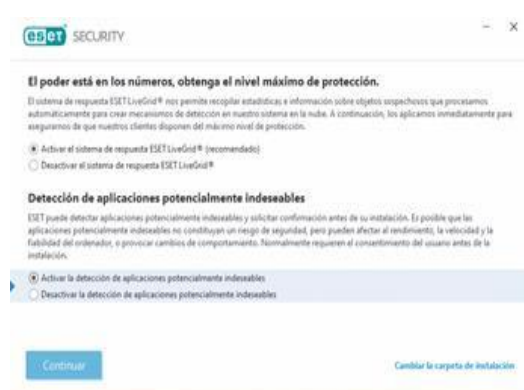 eset SECURITY
El poder está en los números, obtenga el nivel máximo de protección.
El sistema de respuesta ESET LiveGrid® nos permite recopilar estadísticas e información sobre objetos sospechosos que procesamos
automáticamente para crear mecanismos de detección en nuestro sistema en la nube. A continuación, los aplicamos inmediatamente para
asegurarnos de que nuestros clientes disponen del máximo nivel de protección.
Activar el sistema de respuesta ESET LiveGrid® (recomendado)
Desactivar el sistema de respuesta ESET LiveGrid®
Detección de aplicaciones potencialmente indeseables
ESET puede detectar aplicaciones potencialmente indeseables y solicitar confirmación antes de su instalación. Es posible que las
aplicaciones potencialmente indeseables no constituyan un riesgo de seguridad, pero pueden afectar al rendimiento, la velocidad y la
fiabilidad del ordenador, o provocar cambios de comportamiento. Normalmente requieren el consentimiento del usuario antes de la
instalación.
Activar la detección de aplicaciones potencialmente indeseables
Desactivar la detección de aplicaciones potencialmente indeseables
Continuar
Cambiar la carpeta de instalación